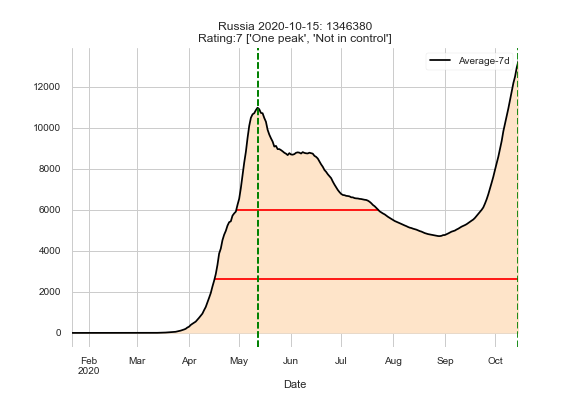 Russia 2020-10-15: 1346380
Rating:7 ['One peak', 'Not in control']
Average-7d
12000
10000
8000
6000
4000
2000
0
Feb Mar Apr May Jun Jul Aug Sep Oct
2020
Date